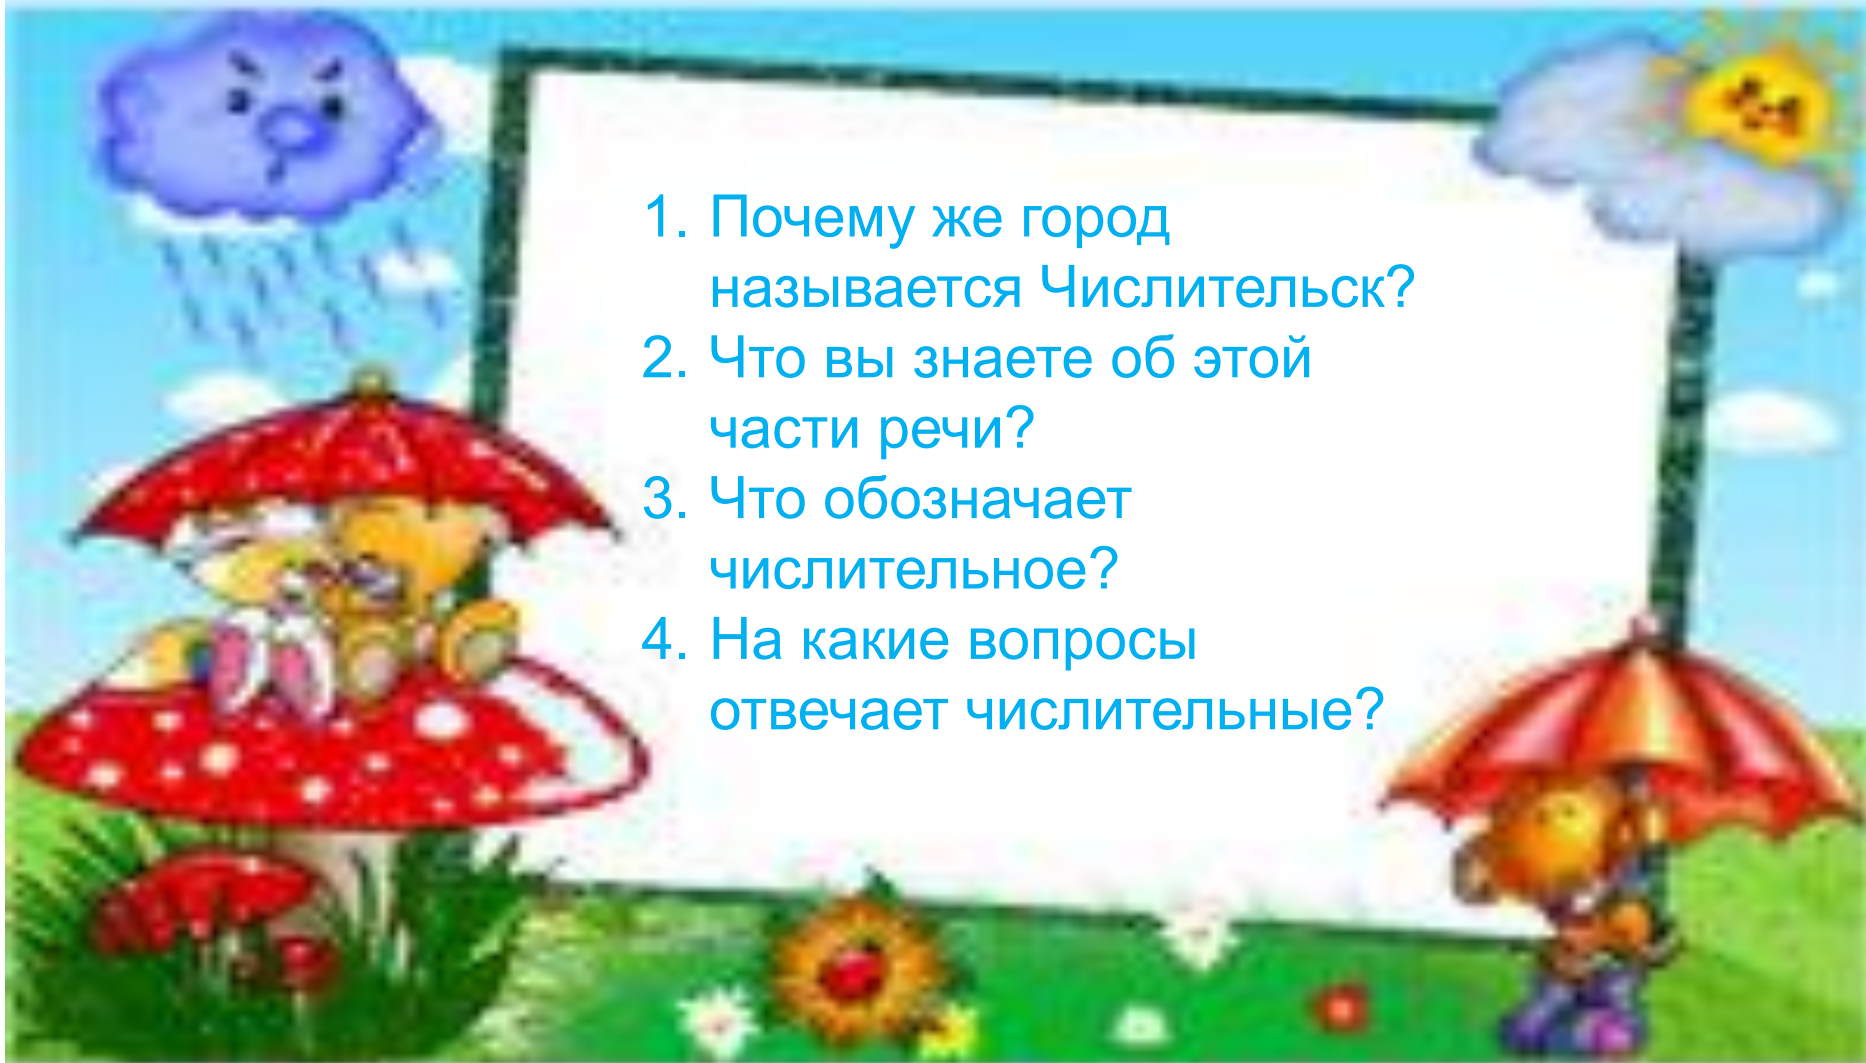 1. Почему же город
называется Числительск?
2. Что вы знаете об этой
части речи?
3. Что обозначает
числительное?
4. На какие вопросы
отвечает числительные?